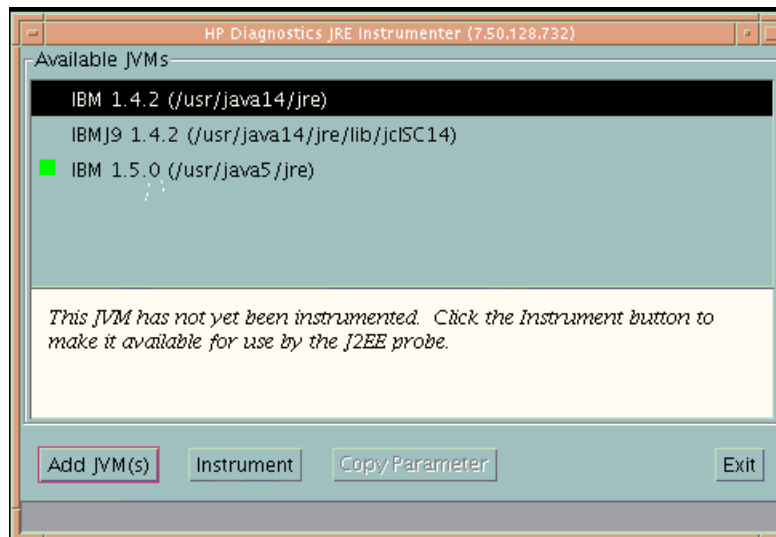 HP Diagnostics JRE Instrumenter (7.50.128.732)
Available JVMs
IBM 1.4.2 (/usr/java14/jre)
IBMJ9 1.4.2 (/usr/java14/jre/lib/jclSC14)
IBM 1.5.0 (/usr/java5/jre)
This JVM has not yet been instrumented. Click the Instrument button to
make it available for use by the J2EE probe.
Add JVM(s) Instrument Copy Parameter Exit